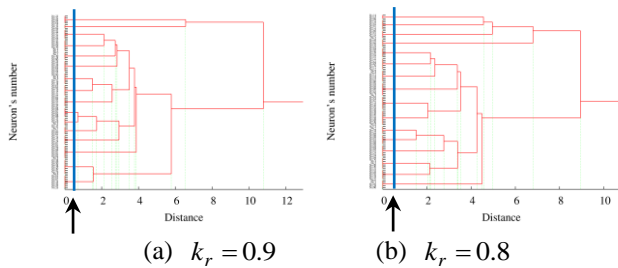 Neuron's number
0 2 4 6 8 10 12
Distance
(a) k_r = 0.9
Neuron's number
0 2 4 6 8 10
Distance
(b) k_r = 0.8